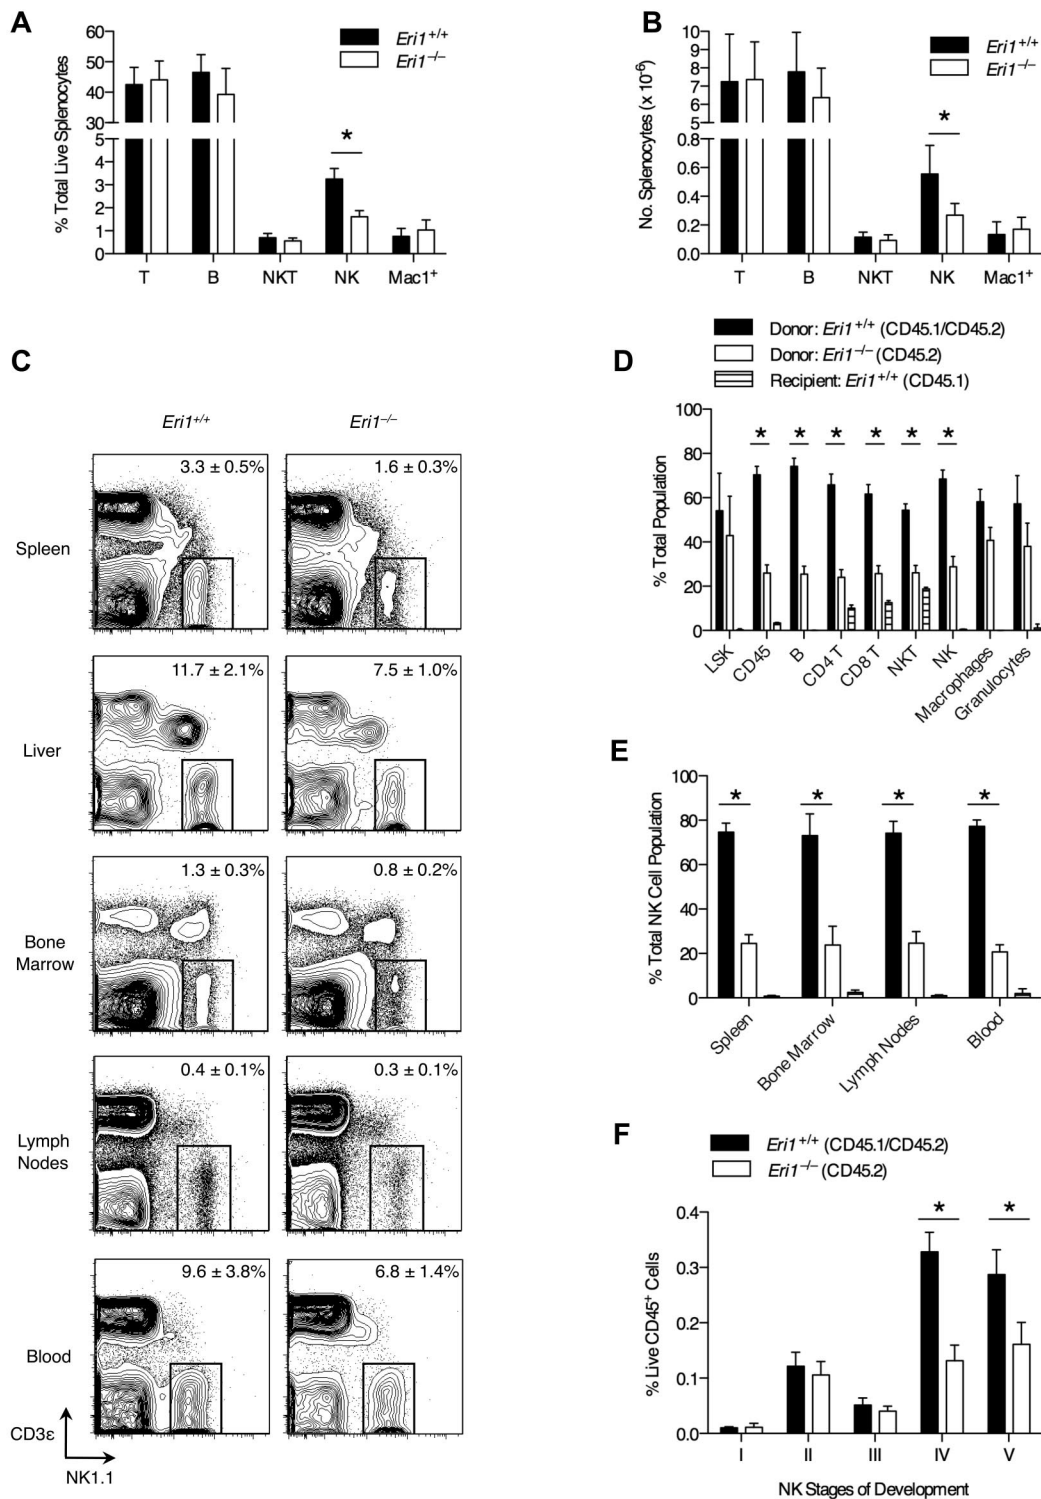 A
% Total Live Splenocytes
60
50
40
30
5
4
3
2
1
0
T B NKT NK Mac1+
*
Eri1+/+
Eri1–/–
B
No. Splenocytes (x 10-6)
10
9
8
7
6
5
0.8
0.6
0.4
0.2
0.0
T B NKT NK Mac1+
*
Eri1+/+
Eri1–/–
C
Eri1+/+ Eri1–/–
Spleen
3.3 ± 0.5% 1.6 ± 0.3%
Liver
11.7 ± 2.1% 7.5 ± 1.0%
Bone
Marrow
1.3 ± 0.3% 0.8 ± 0.2%
Lymph
Nodes
0.4 ± 0.1% 0.3 ± 0.1%
Blood
9.6 ± 3.8% 6.8 ± 1.4%
CD3ε
NK1.1
Donor: Eri1+/+ (CD45.1/CD45.2)
Donor: Eri1–/– (CD45.2)
Recipient: Eri1+/+ (CD45.1)
D
% Total Population
100
80
60
40
20
0
* * * * * *
LSK CD45 B CD4 T CD8 T NKT NK Macrophages Granulocytes
E
% Total NK Cell Population
100
80
60
40
20
0
* * * *
Spleen Bone Marrow Lymph Nodes Blood
F
Eri1+/+ (CD45.1/CD45.2)
Eri1–/– (CD45.2)
% Live CD45+ Cells
0.4
0.3
0.2
0.1
0.0
* *
I II III IV V
NK Stages of Development